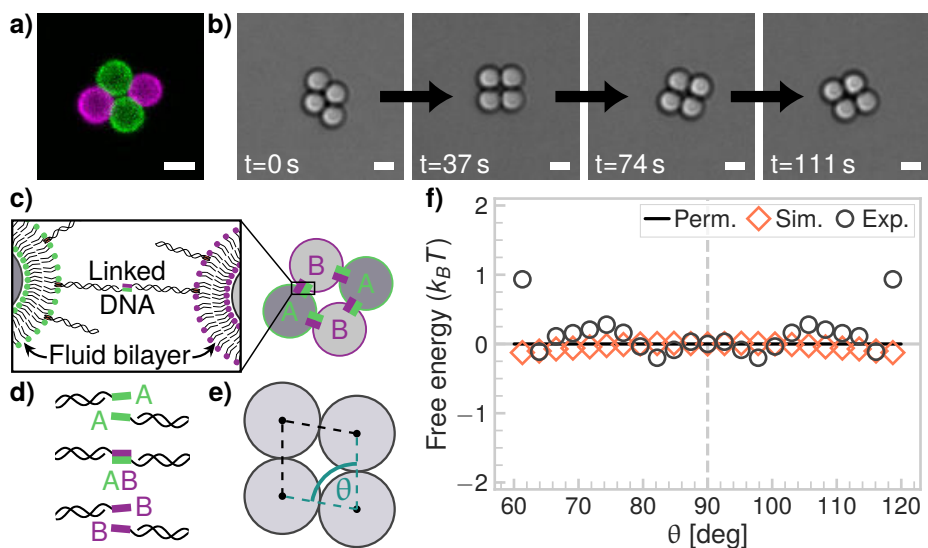 a)
b)
t=0 s
t=37 s
t=74 s
t=111 s
c)
Linked
DNA
Fluid bilayer
B
A
A
B
d)
A
A
AB
B
B
e)
θ
f)
Free energy (k_BT)
2
1
0
−1
−2
Perm.
Sim.
Exp.
60 70 80 90 100 110 120
θ [deg]